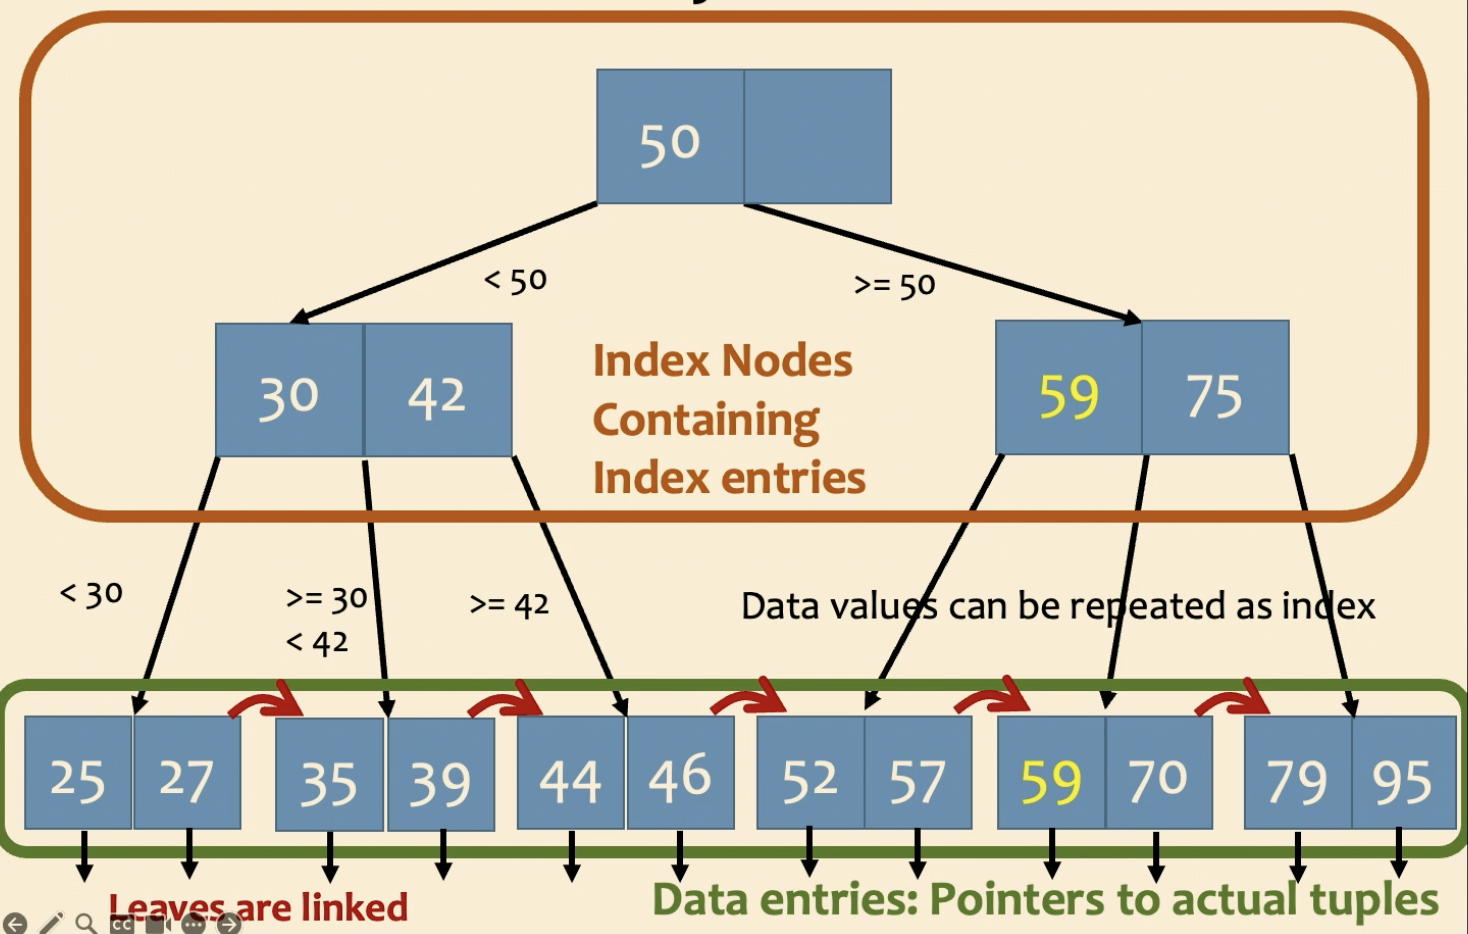 50
< 50
>= 50
30 42
Index Nodes
Containing
Index entries
59 75
< 30
>= 30
< 42
>= 42
Data values can be repeated as index
25 27 35 39 44 46 52 57 59 70 79 95
Leaves are linked
Data entries: Pointers to actual tuples
CC